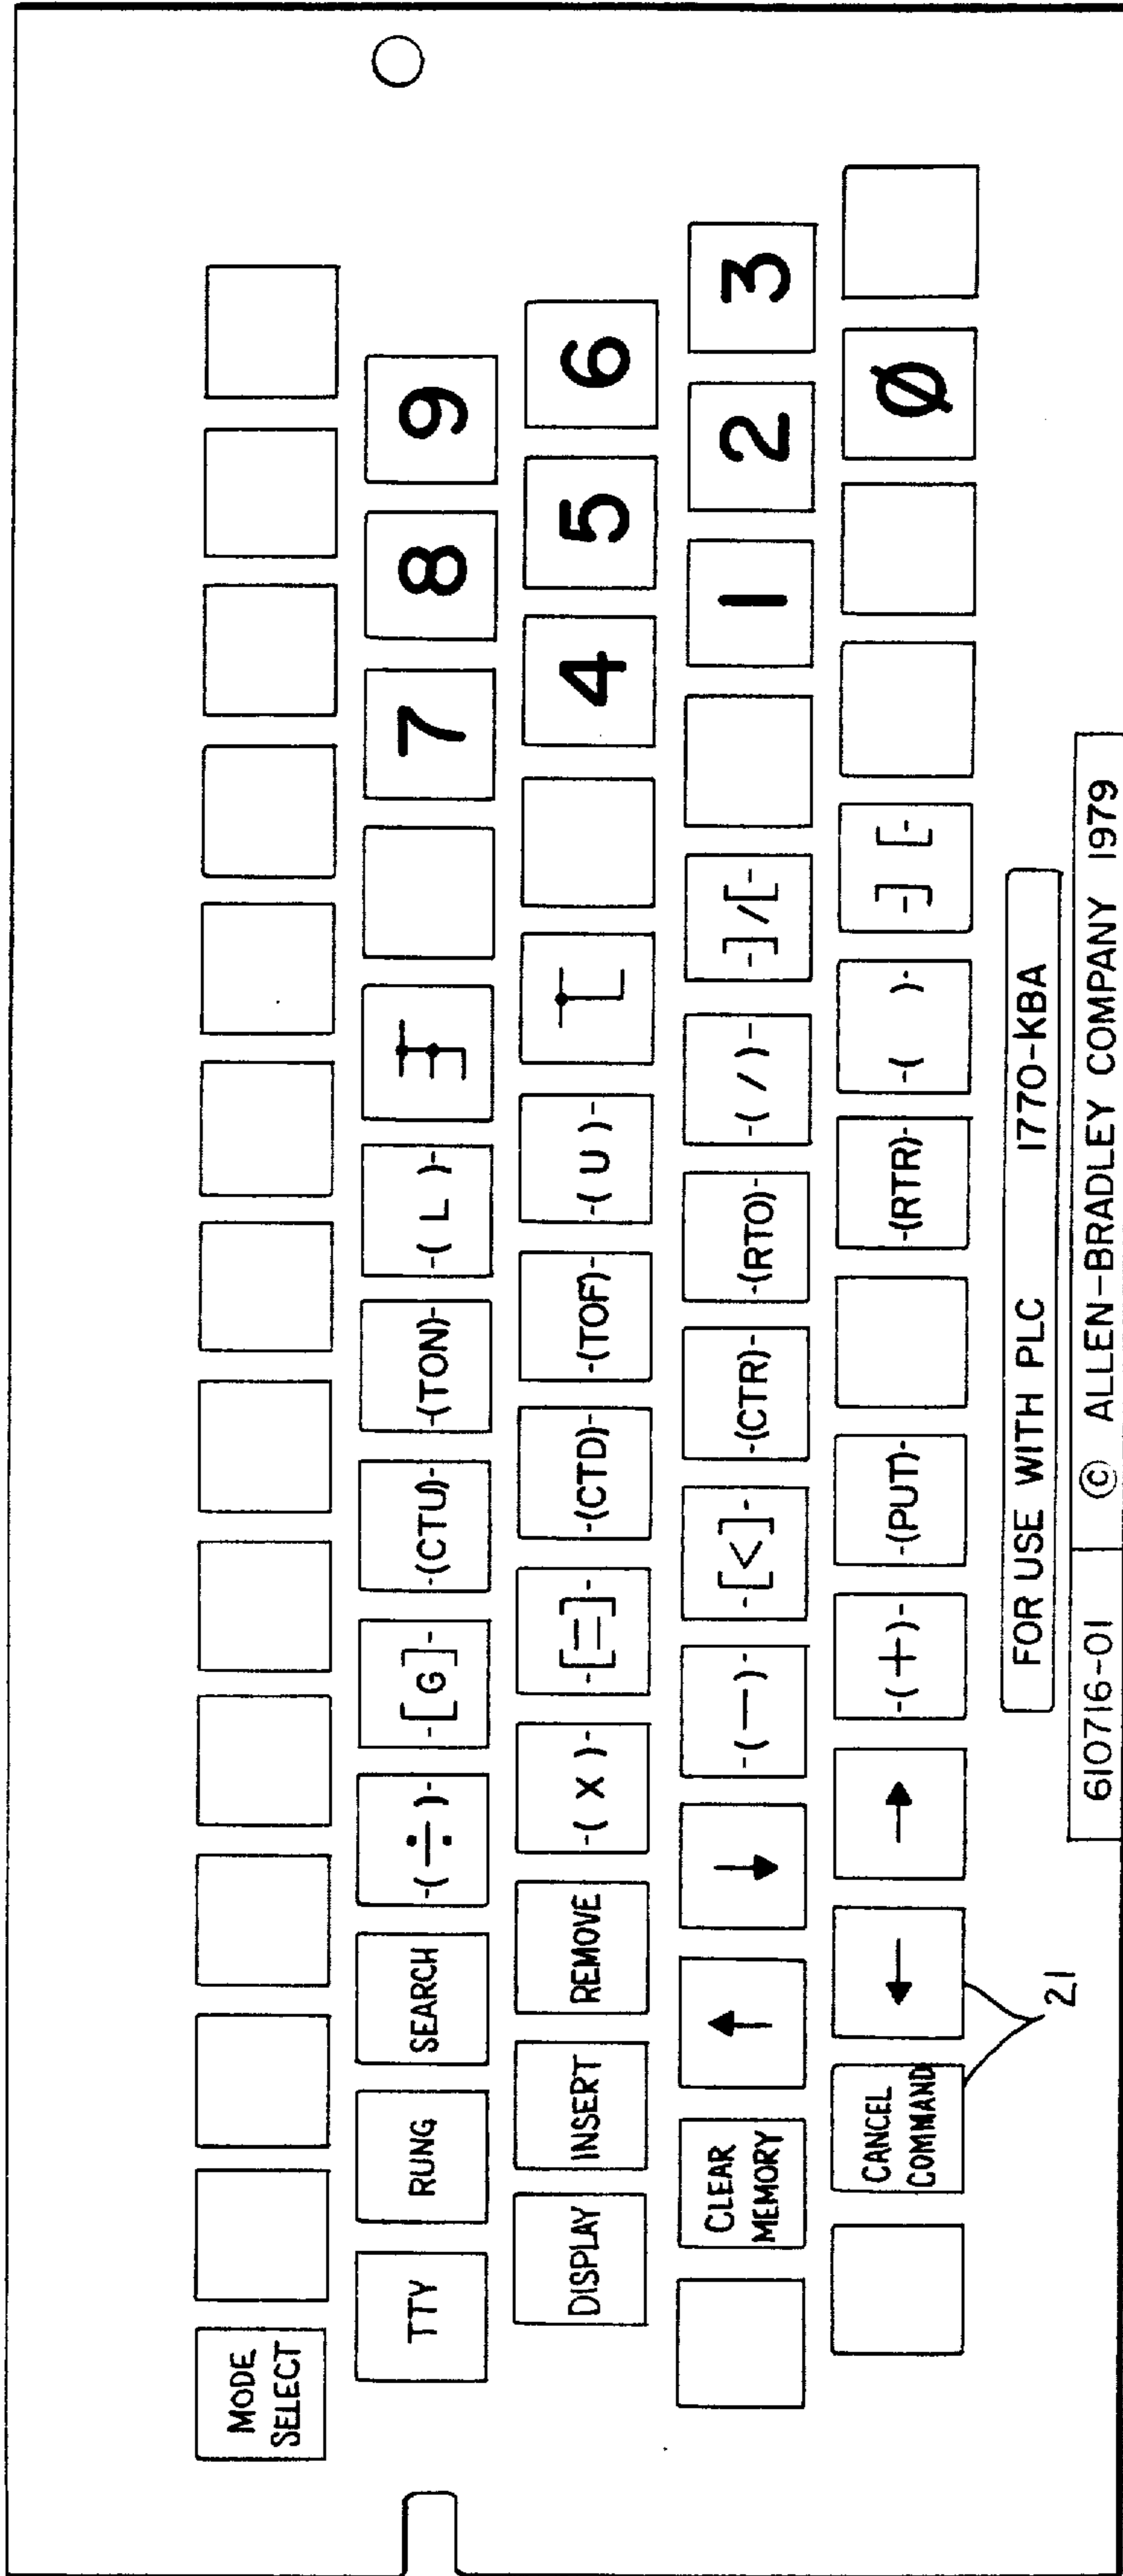 MODE
SELECT
TTY
RUNG
SEARCH
-(÷)-
-[G]-
-(CTU)-
-(TON)-
-( L )-
7
8
9
DISPLAY
INSERT
REMOVE
-( X )-
-[=]-
-(CTD)-
-(TOF)-
-( U )-
4
5
6
CLEAR
MEMORY
↑
↓
-(—)-
-[<]-
-(CTR)-
-(RTO)-
-( / )-
-]/[-
1
2
3
CANCEL
COMMAND
←
→
-(+)-
-(PUT)-
-(RTR)-
-( )-
-] [-
Ø
21
FOR USE WITH PLC 1770-KBA
610716-01 © ALLEN-BRADLEY COMPANY 1979